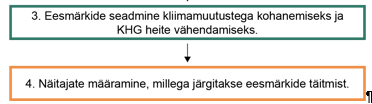 3. Eesmärkide seadmine kliimamuutustega kohanemiseks ja
KHG heite vähendamiseks.
4. Näitajate määramine, millega järgitakse eesmärkide täitmist.
¶